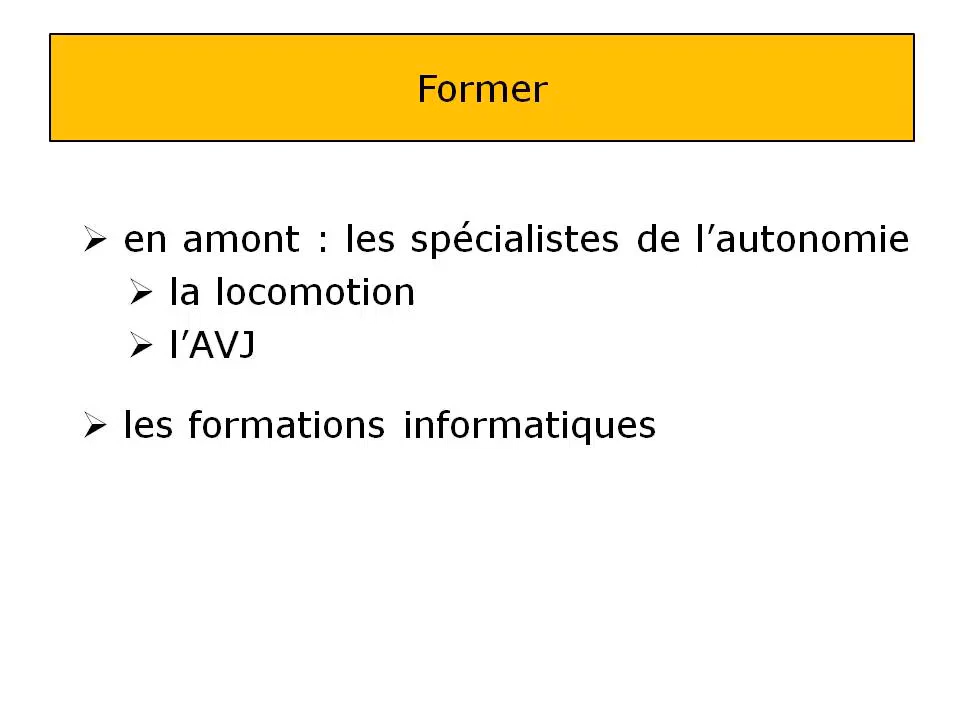 Former
en amont : les spécialistes de l’autonomie
la locomotion
l’AVJ
les formations informatiques